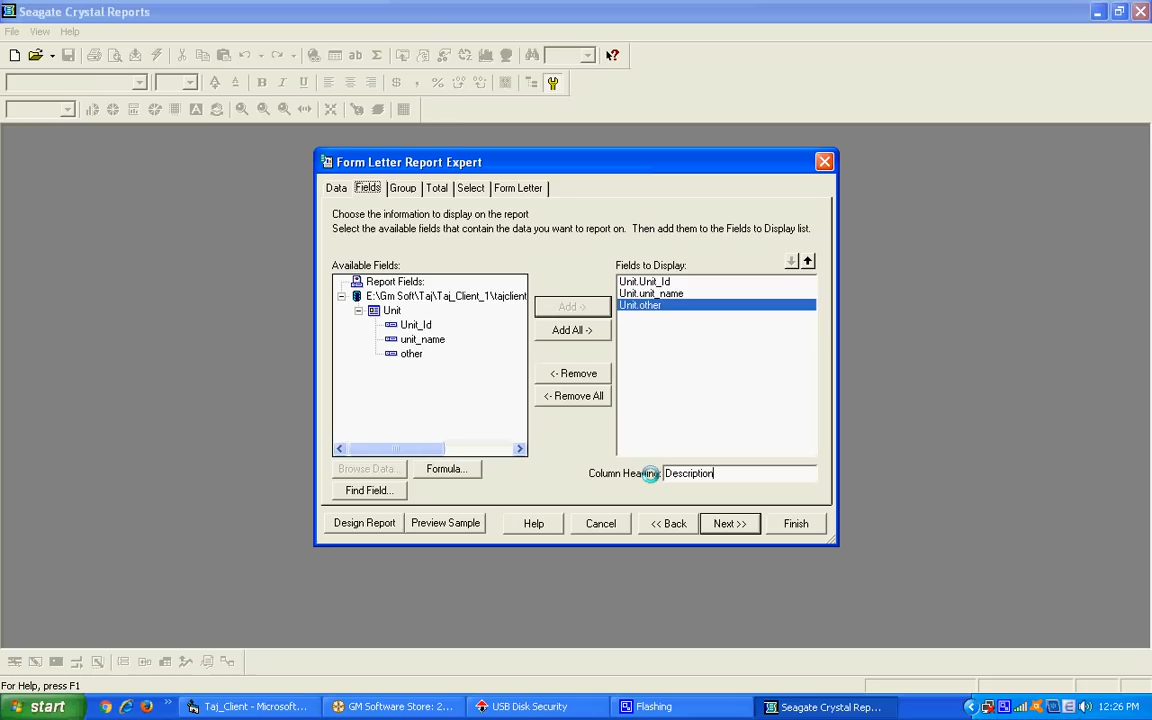 Seagate Crystal Reports
File View Help
Form Letter Report Expert
Data Fields Group Total Select Form Letter
Choose the information to display on the report
Select the available fields that contain the data you want to report on. Then add them to the Fields to Display list.
Available Fields:
Report Fields:
E:\Gm Soft\Taj\Taj_Client_1\tajclient
Unit
Unit_Id
unit_name
other
Add ->
Add All ->
<- Remove
<- Remove All
Fields to Display:
Unit.Unit_Id
Unit.unit_name
Unit.other
Browse Data... Formula...
Find Field...
Column Heading: Description
Design Report Preview Sample Help Cancel << Back Next >> Finish
For Help, press F1
start Taj_Client - Microsoft... GM Software Store: 2... USB Disk Security Flashing Seagate Crystal Rep... 12:26 PM